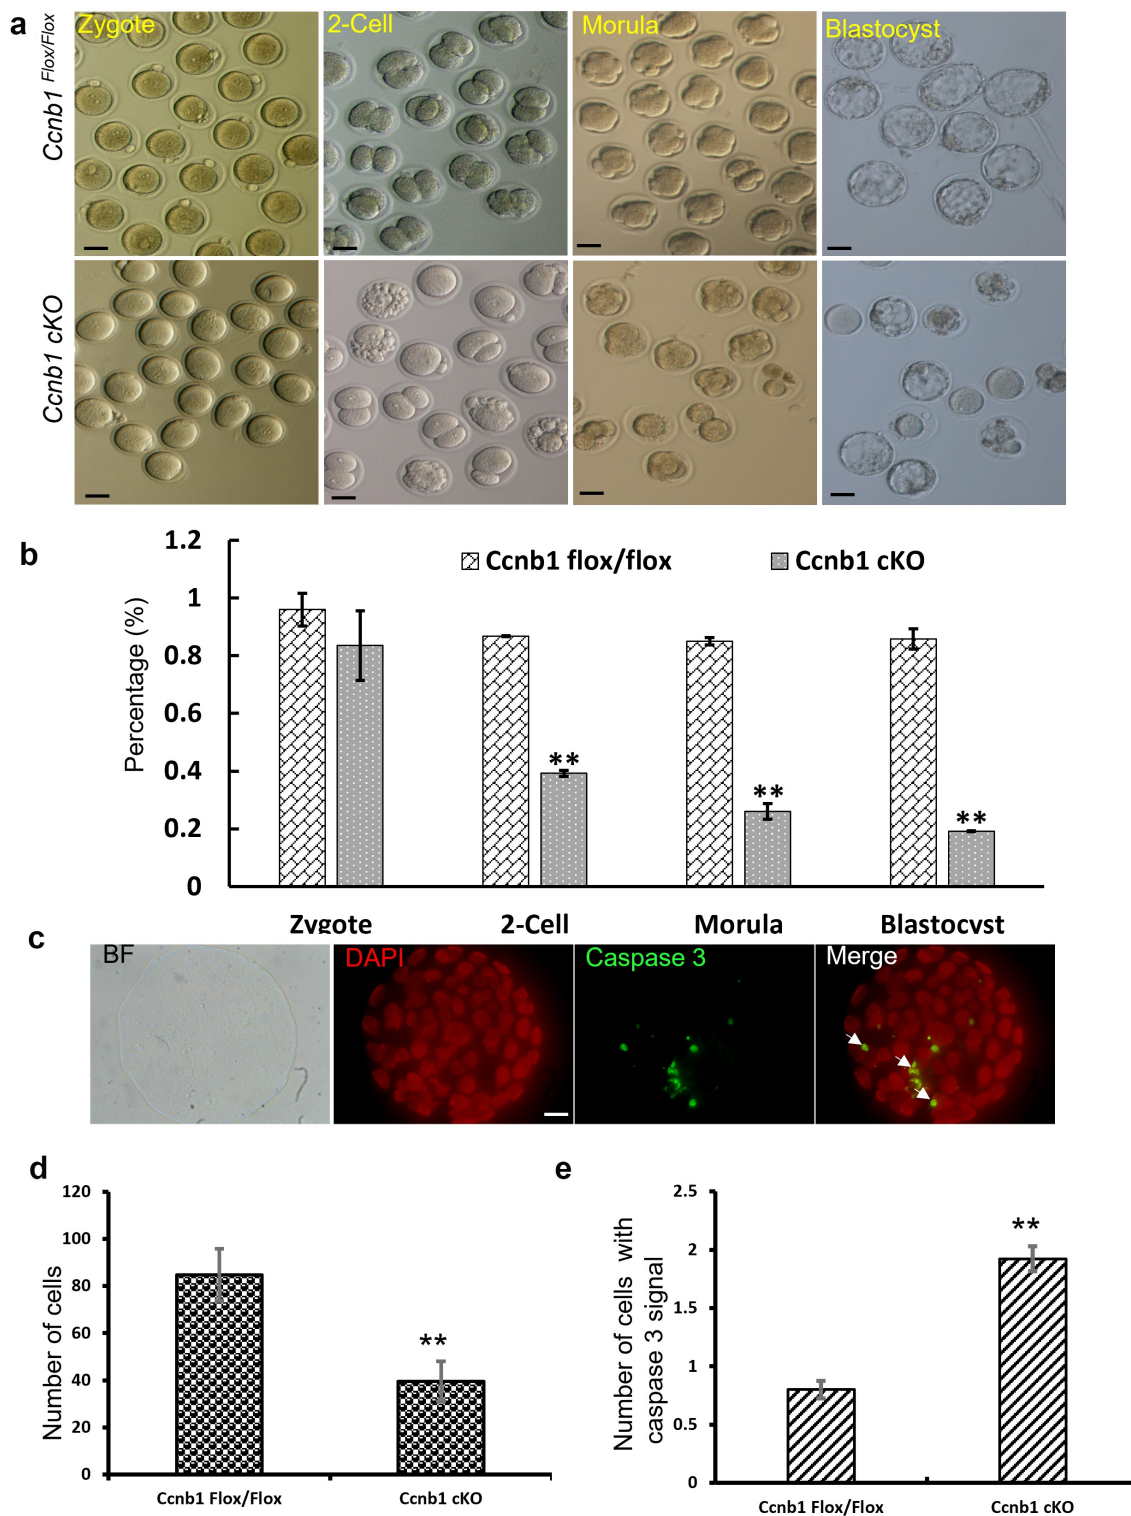 a
Zygote
2-Cell
Morula
Blastocyst
Ccnb1 Flox/Flox
Ccnb1 cKO
b
1.2
1
0.8
0.6
0.4
0.2
0
Percentage (%)
Ccnb1 flox/flox
Ccnb1 cKO
**
**
**
Zygote
2-Cell
Morula
Blastocyst
c
BF
DAPI
Caspase 3
Merge
d
120
100
80
60
40
20
0
Number of cells
**
Ccnb1 Flox/Flox
Ccnb1 cKO
e
2.5
2
1.5
1
0.5
0
Number of cells with
caspase 3 signal
**
Ccnb1 Flox/Flox
Ccnb1 cKO